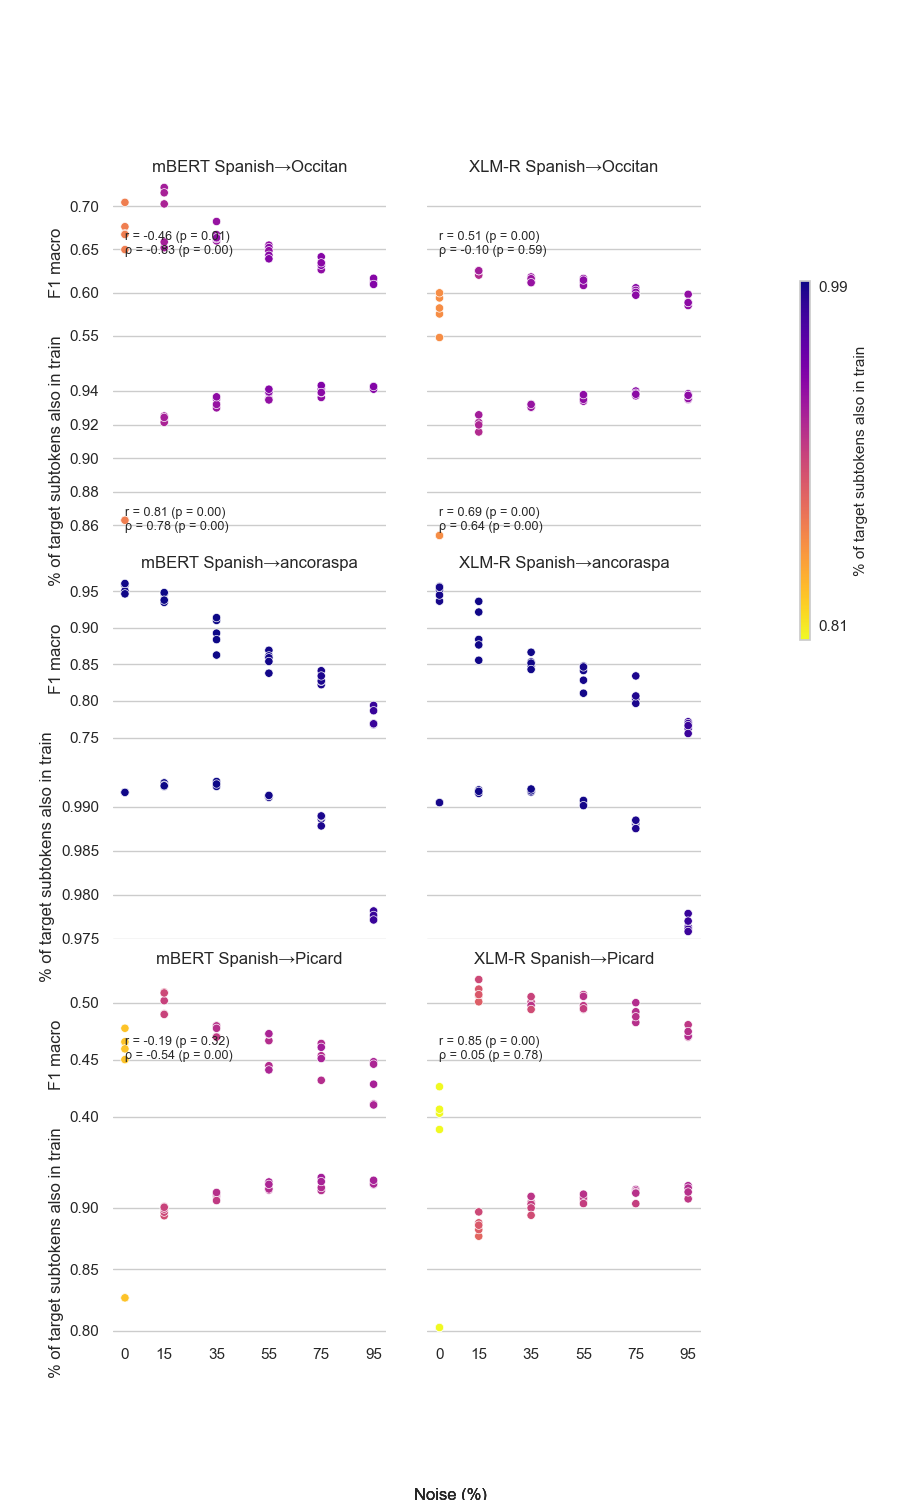 mBERT Spanish→Occitan
XLM-R Spanish→Occitan
F1 macro
0.70
0.65
0.60
0.55
r = -0.46 (p = 0.01)
ρ = -0.83 (p = 0.00)
r = 0.51 (p = 0.00)
ρ = -0.10 (p = 0.59)
% of target subtokens also in train
0.94
0.92
0.90
0.88
0.86
r = 0.81 (p = 0.00)
ρ = 0.78 (p = 0.00)
r = 0.69 (p = 0.00)
ρ = 0.64 (p = 0.00)
mBERT Spanish→ancoraspa
XLM-R Spanish→ancoraspa
F1 macro
0.95
0.90
0.85
0.80
0.75
% of target subtokens also in train
0.990
0.985
0.980
0.975
mBERT Spanish→Picard
XLM-R Spanish→Picard
F1 macro
0.50
0.45
0.40
r = -0.19 (p = 0.32)
ρ = -0.54 (p = 0.00)
r = 0.85 (p = 0.00)
ρ = 0.05 (p = 0.78)
% of target subtokens also in train
0.90
0.85
0.80
0 15 35 55 75 95
0 15 35 55 75 95
Noise (%)
0.99
0.81
% of target subtokens also in train